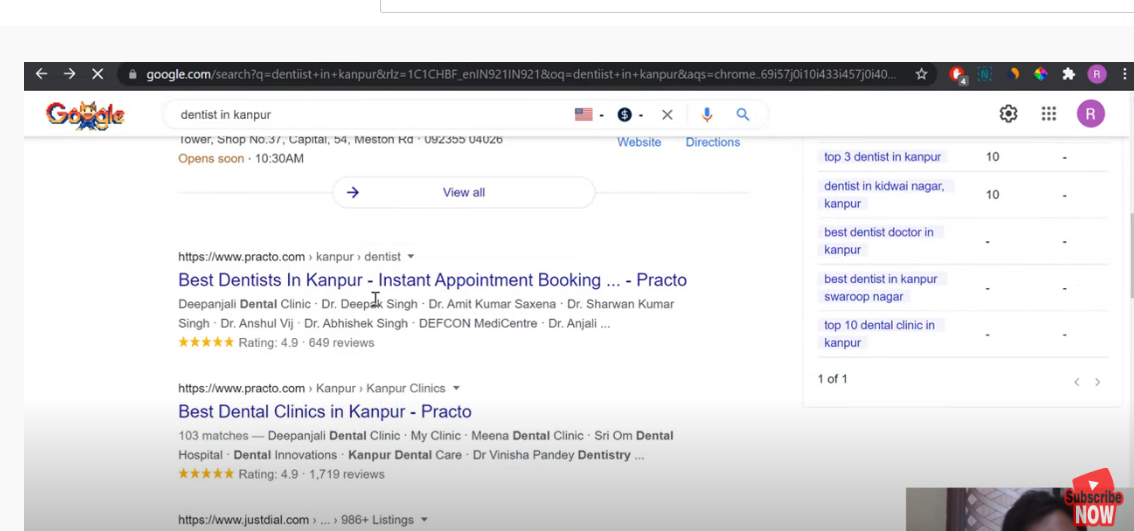 google.com/search?q=dentiist+in+kanpur&rlz=1C1CHBF_enIN921IN921&oq=dentiist+in+kanpur&aqs=chrome..69i57j0i10i433i457j0i40...
4
R
Google
dentist in kanpur
R
Tower, Shop No.37, Capital, 54, Meston Rd · 092355 04026
Opens soon · 10:30AM
Website
Directions
View all
https://www.practo.com › kanpur › dentist
Best Dentists In Kanpur - Instant Appointment Booking ... - Practo
Deepanjali Dental Clinic · Dr. Deepak Singh · Dr. Amit Kumar Saxena · Dr. Sharwan Kumar
Singh · Dr. Anshul Vij · Dr. Abhishek Singh · DEFCON MediCentre · Dr. Anjali ...
★★★★★ Rating: 4.9 · 649 reviews
https://www.practo.com › Kanpur › Kanpur Clinics
Best Dental Clinics in Kanpur - Practo
103 matches — Deepanjali Dental Clinic · My Clinic · Meena Dental Clinic · Sri Om Dental
Hospital · Dental Innovations · Kanpur Dental Care · Dr Vinisha Pandey Dentistry ...
★★★★★ Rating: 4.9 · 1,719 reviews
https://www.justdial.com › ... › 986+ Listings
top 3 dentist in kanpur 10 -
dentist in kidwai nagar,
kanpur 10 -
best dentist doctor in
kanpur - -
best dentist in kanpur
swaroop nagar - -
top 10 dental clinic in
kanpur - -
1 of 1
Subscribe
NOW